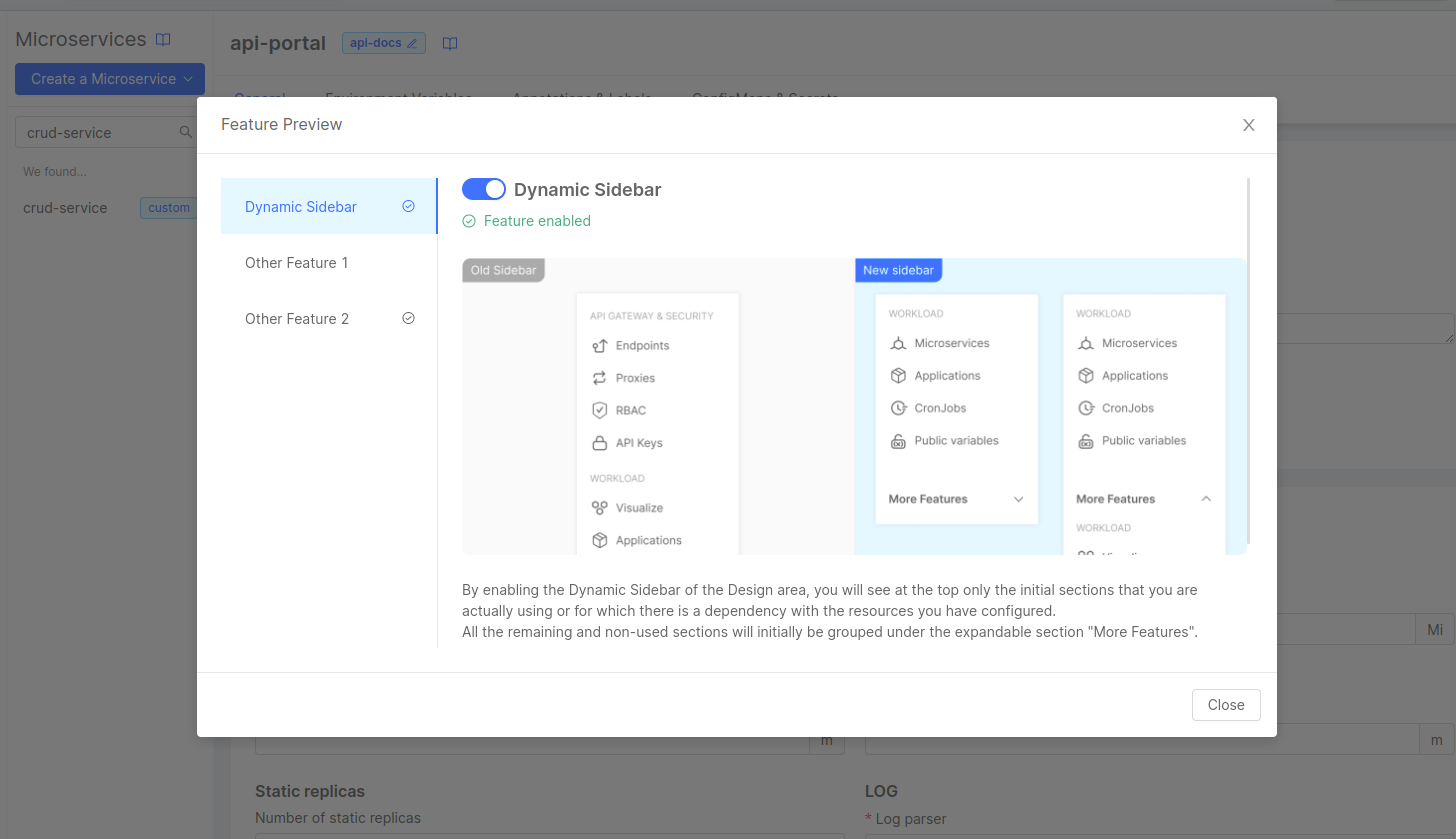 Microservices
Create a Microservice
crud-service
We found...
crud-service custom
api-portal api-docs
General Environment Variables Annotations & Labels ConfigMaps & Secrets
Feature Preview
Dynamic Sidebar
Other Feature 1
Other Feature 2
Dynamic Sidebar
Feature enabled
Old Sidebar
API GATEWAY & SECURITY
Endpoints
Proxies
RBAC
API Keys
WORKLOAD
Visualize
Applications
New sidebar
WORKLOAD
Microservices
Applications
CronJobs
Public variables
More Features
WORKLOAD
Microservices
Applications
CronJobs
Public variables
More Features
WORKLOAD
By enabling the Dynamic Sidebar of the Design area, you will see at the top only the initial sections that you are
actually using or for which there is a dependency with the resources you have configured.
All the remaining and non-used sections will initially be grouped under the expandable section "More Features".
Close
Mi
m
m
Static replicas
Number of static replicas
LOG
* Log parser